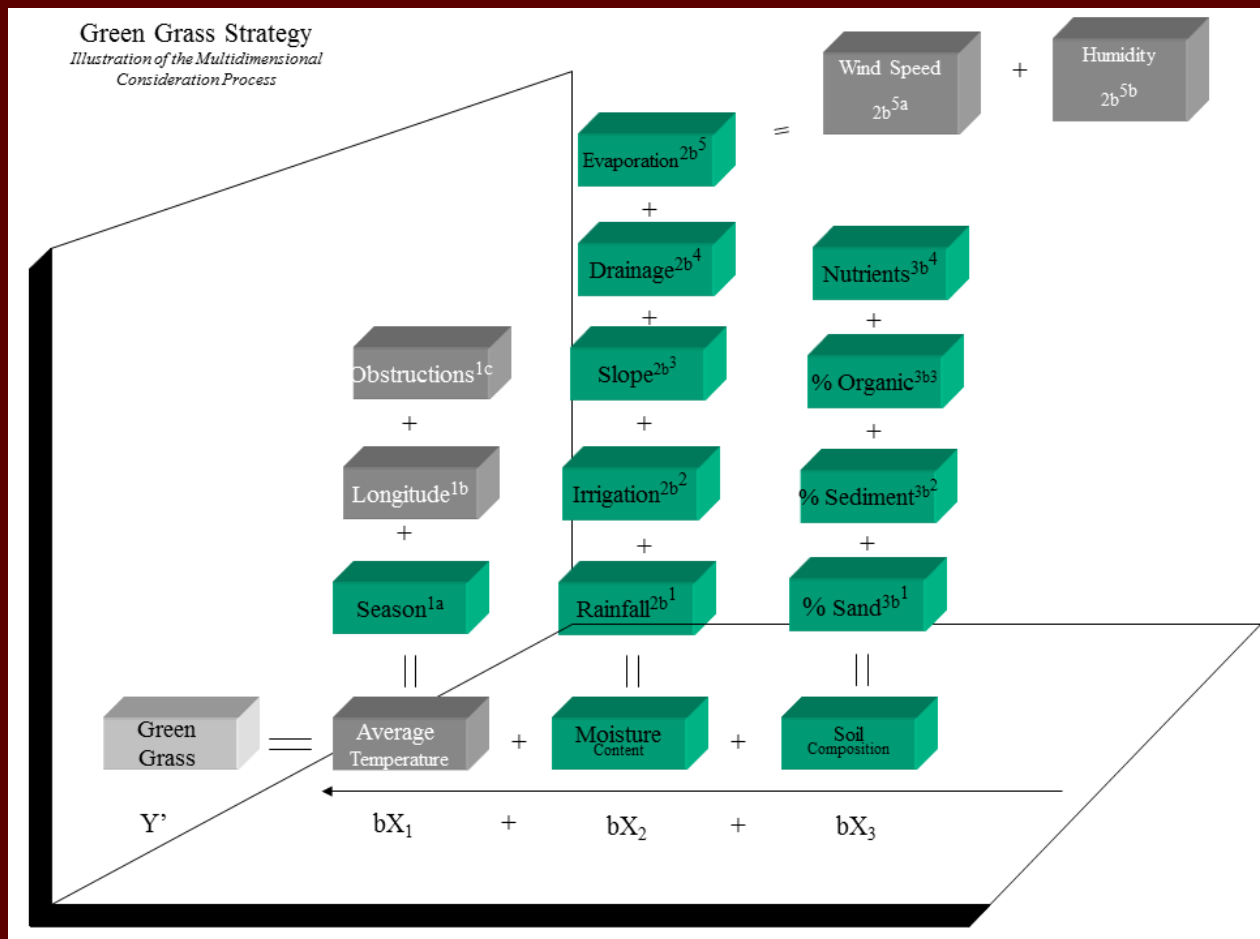 Green Grass Strategy
Illustration of the Multidimensional
Consideration Process
Wind Speed
2b⁵ᵃ
+
Humidity
2b⁵ᵇ
=
Evaporation²ᵇ⁵
+
Drainage²ᵇ⁴
Nutrients³ᵇ⁴
+
+
Obstructions¹ᶜ
Slope²ᵇ³
% Organic³ᵇ³
+
+
+
Longitude¹ᵇ
Irrigation²ᵇ²
% Sediment³ᵇ²
+
+
+
Season¹ᵃ
Rainfall²ᵇ¹
% Sand³ᵇ¹
||
||
||
Green
Grass
=
Average
Temperature
+
Moisture
Content
+
Soil
Composition
Y’ bX₁ + bX₂ + bX₃